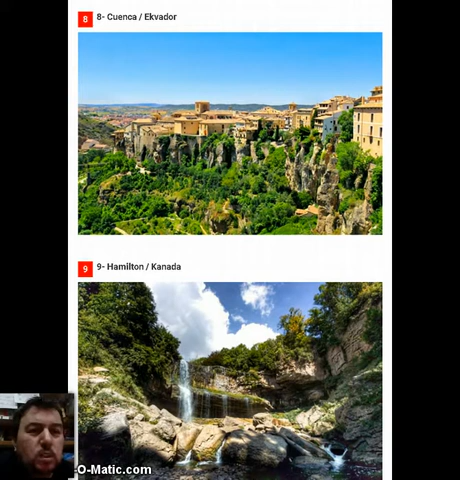 8 8- Cuenca / Ekvador
9 9- Hamilton / Kanada
O-Matic.com